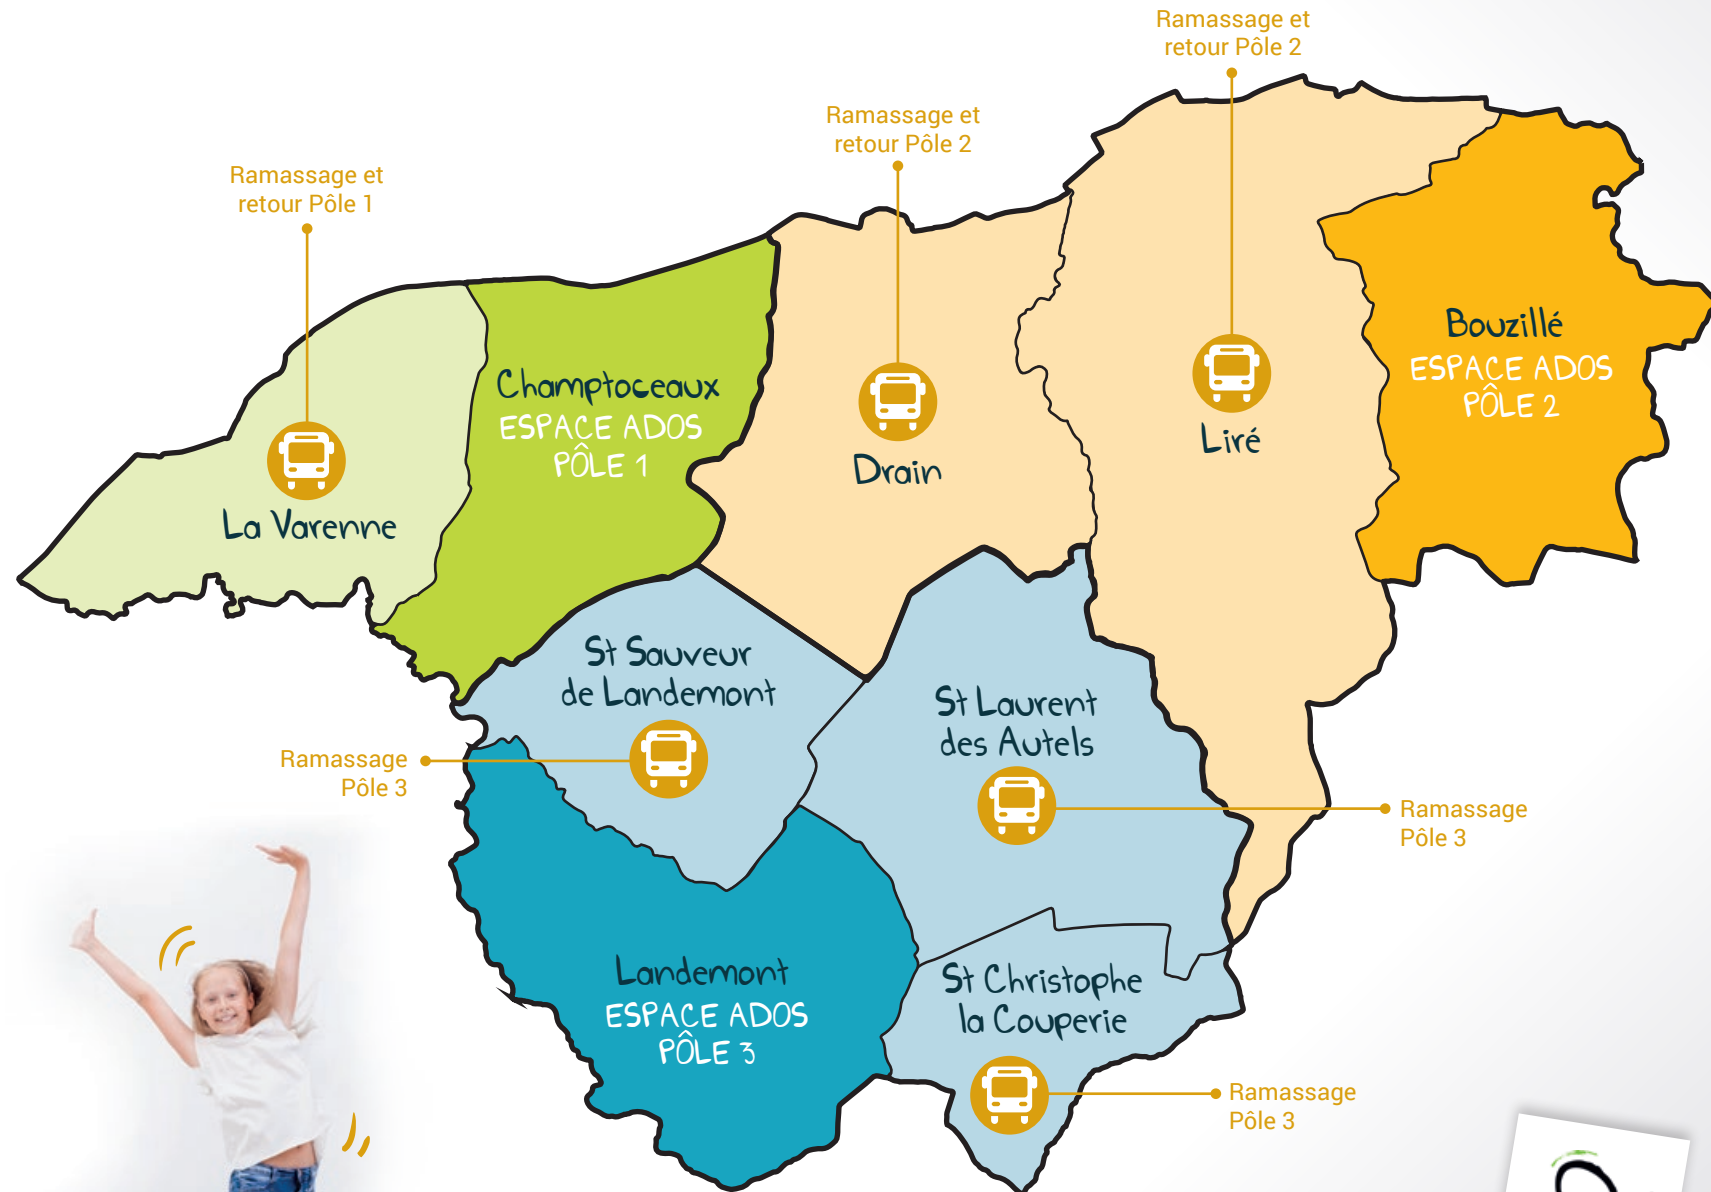 Ramassage et
retour Pôle 2
Ramassage et
retour Pôle 2
Ramassage et
retour Pôle 1
Bouzillé
ESPACE ADOS
PÔLE 2
Champtoceaux
ESPACE ADOS
PÔLE 1
Liré
Drain
La Varenne
St Sauveur
de Landemont
St Laurent
des Autels
Ramassage
Pôle 3
Ramassage
Pôle 3
Landemont
ESPACE ADOS
PÔLE 3
St Christophe
la Couperie
Ramassage
Pôle 3